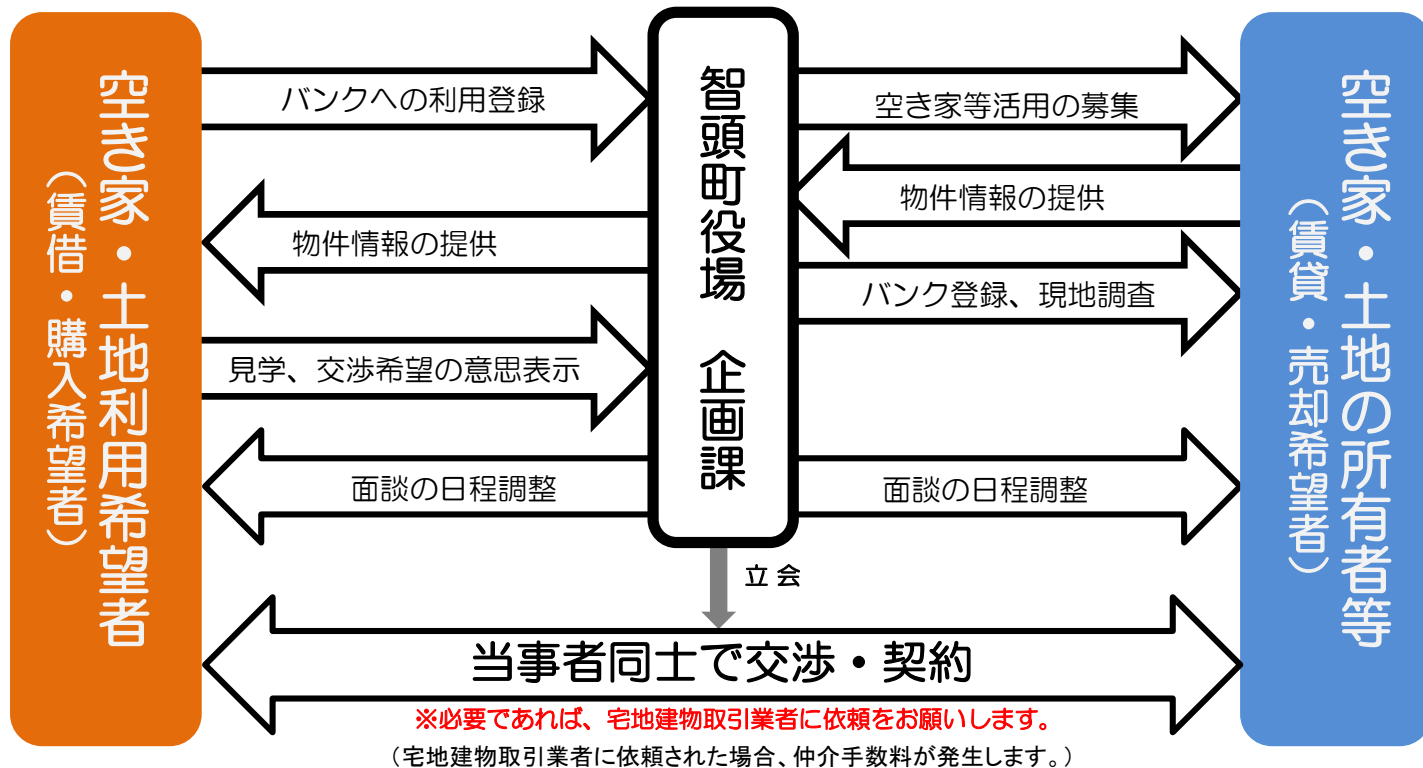 空き家・土地利用希望者
（賃借・購入希望者）
バンクへの利用登録
物件情報の提供
見学、交渉希望の意思表示
面談の日程調整
智頭町役場　企画課
空き家等活用の募集
物件情報の提供
バンク登録、現地調査
面談の日程調整
空き家・土地の所有者等
（賃貸・売却希望者）
立会
当事者同士で交渉・契約
※必要であれば、宅地建物取引業者に依頼をお願いします。
（宅地建物取引業者に依頼された場合、仲介手数料が発生します。）